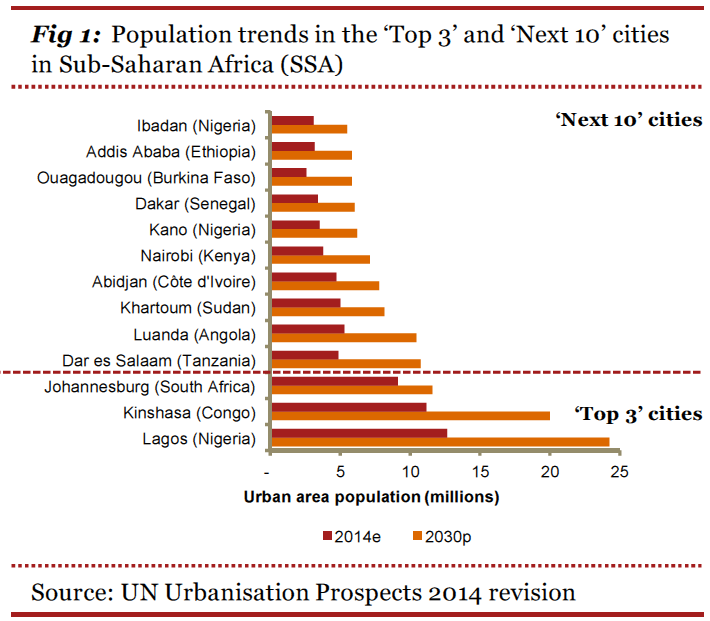 Fig 1: Population trends in the ‘Top 3’ and ‘Next 10’ cities
in Sub-Saharan Africa (SSA)
‘Next 10’ cities
Ibadan (Nigeria)
Addis Ababa (Ethiopia)
Ouagadougou (Burkina Faso)
Dakar (Senegal)
Kano (Nigeria)
Nairobi (Kenya)
Abidjan (Côte d'Ivoire)
Khartoum (Sudan)
Luanda (Angola)
Dar es Salaam (Tanzania)
Johannesburg (South Africa)
Kinshasa (Congo)
‘Top 3’ cities
Lagos (Nigeria)
- 5 10 15 20 25
Urban area population (millions)
2014e 2030p
Source: UN Urbanisation Prospects 2014 revision